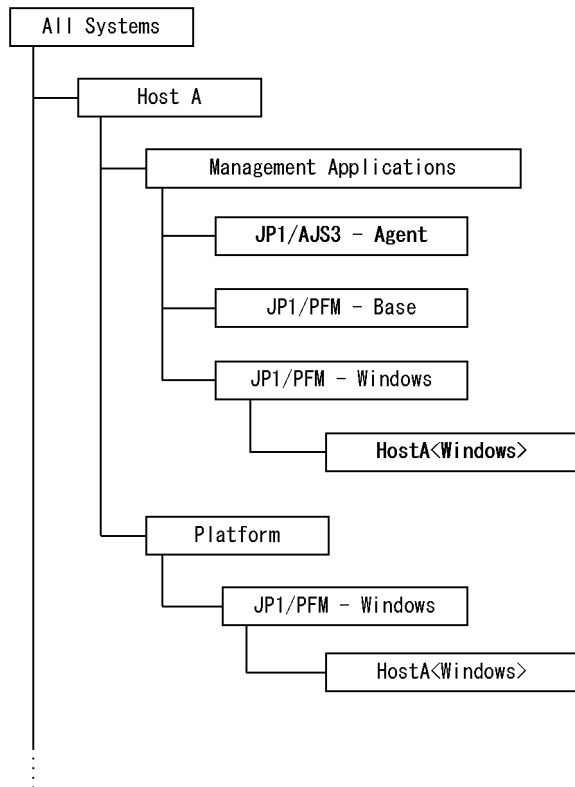 All Systems
Host A
Management Applications
JP1/AJS3 - Agent
JP1/PFM - Base
JP1/PFM - Windows
HostA<Windows>
Platform
JP1/PFM - Windows
HostA<Windows>